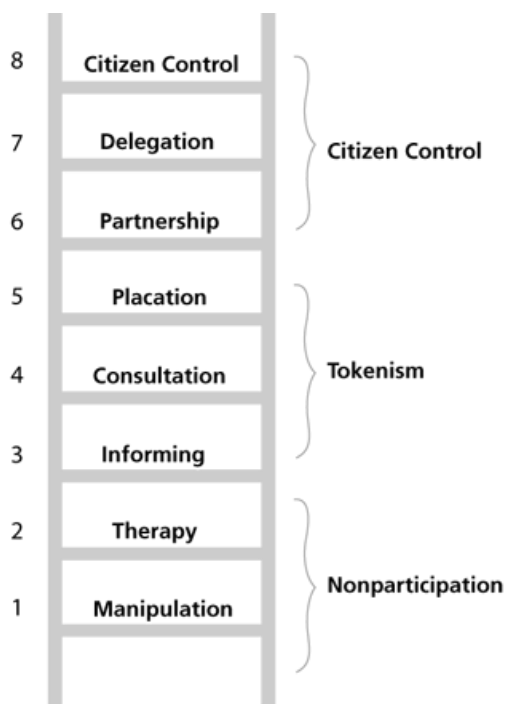 8 Citizen Control
7 Delegation
Citizen Control
6 Partnership
5 Placation
4 Consultation
Tokenism
3 Informing
2 Therapy
Nonparticipation
1 Manipulation